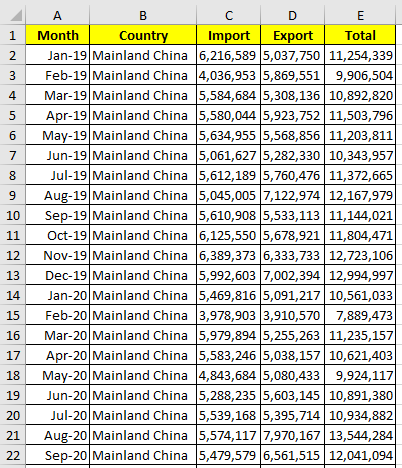 A B C D E
1 Month Country Import Export Total
2 Jan-19 Mainland China 6,216,589 5,037,750 11,254,339
3 Feb-19 Mainland China 4,036,953 5,869,551 9,906,504
4 Mar-19 Mainland China 5,584,684 5,308,136 10,892,820
5 Apr-19 Mainland China 5,580,044 5,923,752 11,503,796
6 May-19 Mainland China 5,634,955 5,568,856 11,203,811
7 Jun-19 Mainland China 5,061,627 5,282,330 10,343,957
8 Jul-19 Mainland China 5,612,189 5,760,476 11,372,665
9 Aug-19 Mainland China 5,045,005 7,122,974 12,167,979
10 Sep-19 Mainland China 5,610,908 5,533,113 11,144,021
11 Oct-19 Mainland China 6,125,550 5,678,921 11,804,471
12 Nov-19 Mainland China 6,389,373 6,333,733 12,723,106
13 Dec-19 Mainland China 5,992,603 7,002,394 12,994,997
14 Jan-20 Mainland China 5,469,816 5,091,217 10,561,033
15 Feb-20 Mainland China 3,978,903 3,910,570 7,889,473
16 Mar-20 Mainland China 5,979,894 5,255,263 11,235,157
17 Apr-20 Mainland China 5,583,246 5,038,157 10,621,403
18 May-20 Mainland China 4,843,684 5,080,433 9,924,117
19 Jun-20 Mainland China 5,288,235 5,603,145 10,891,380
20 Jul-20 Mainland China 5,539,168 5,395,714 10,934,882
21 Aug-20 Mainland China 5,574,117 7,970,167 13,544,284
22 Sep-20 Mainland China 5,479,579 6,561,515 12,041,094